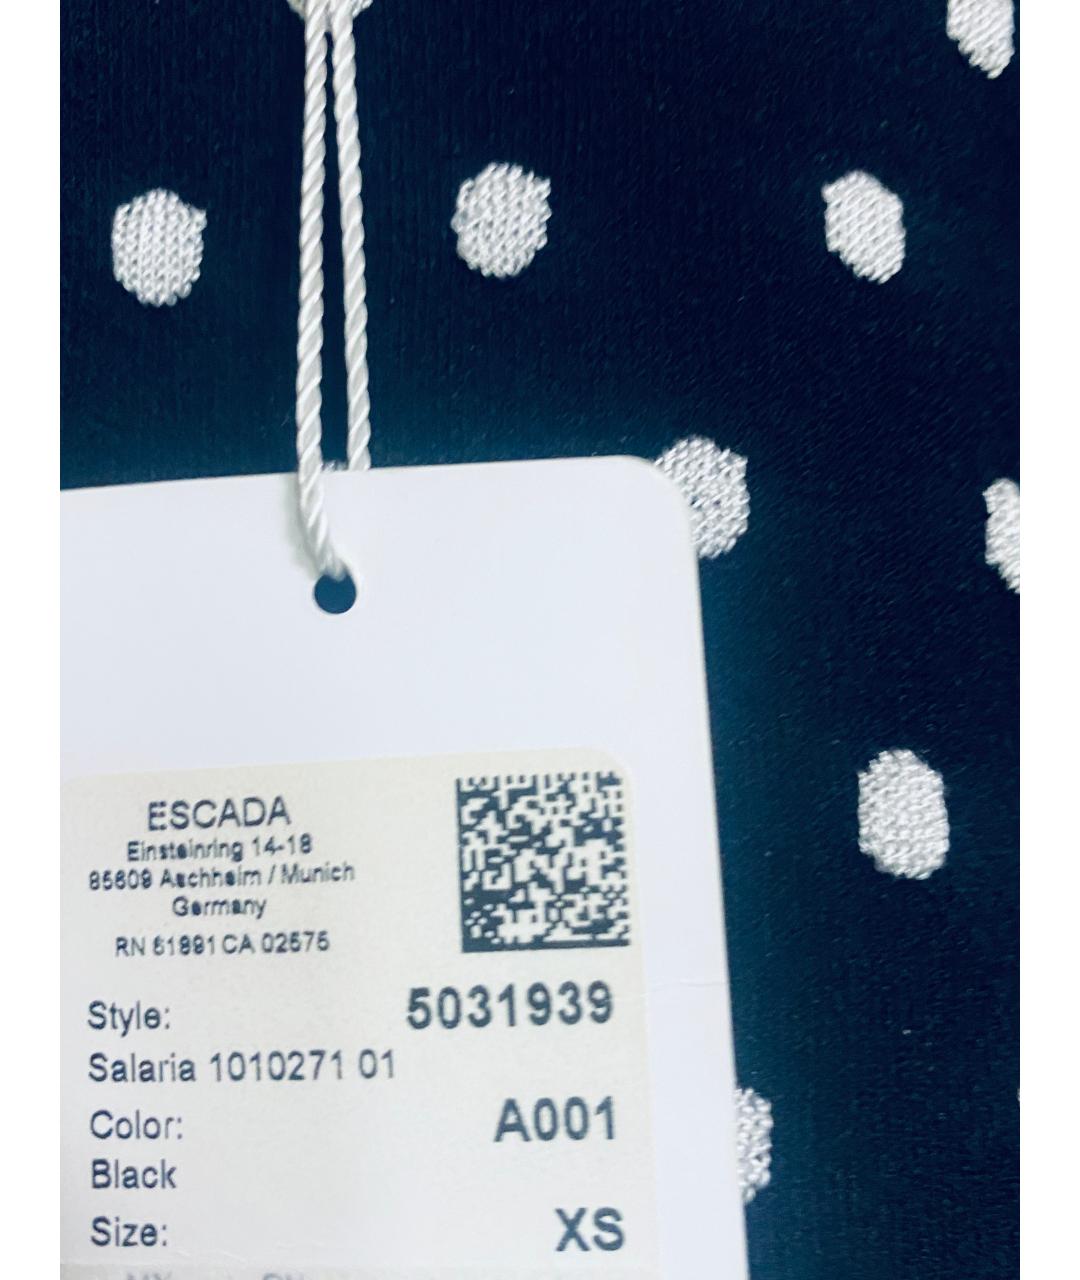 ESCADA
Einsteinring 14-18
85609 Aschheim / Munich
Germany
RN 61881 CA 02575
Style: 5031939
Salaria 1010271 01
Color: A001
Black
Size: XS